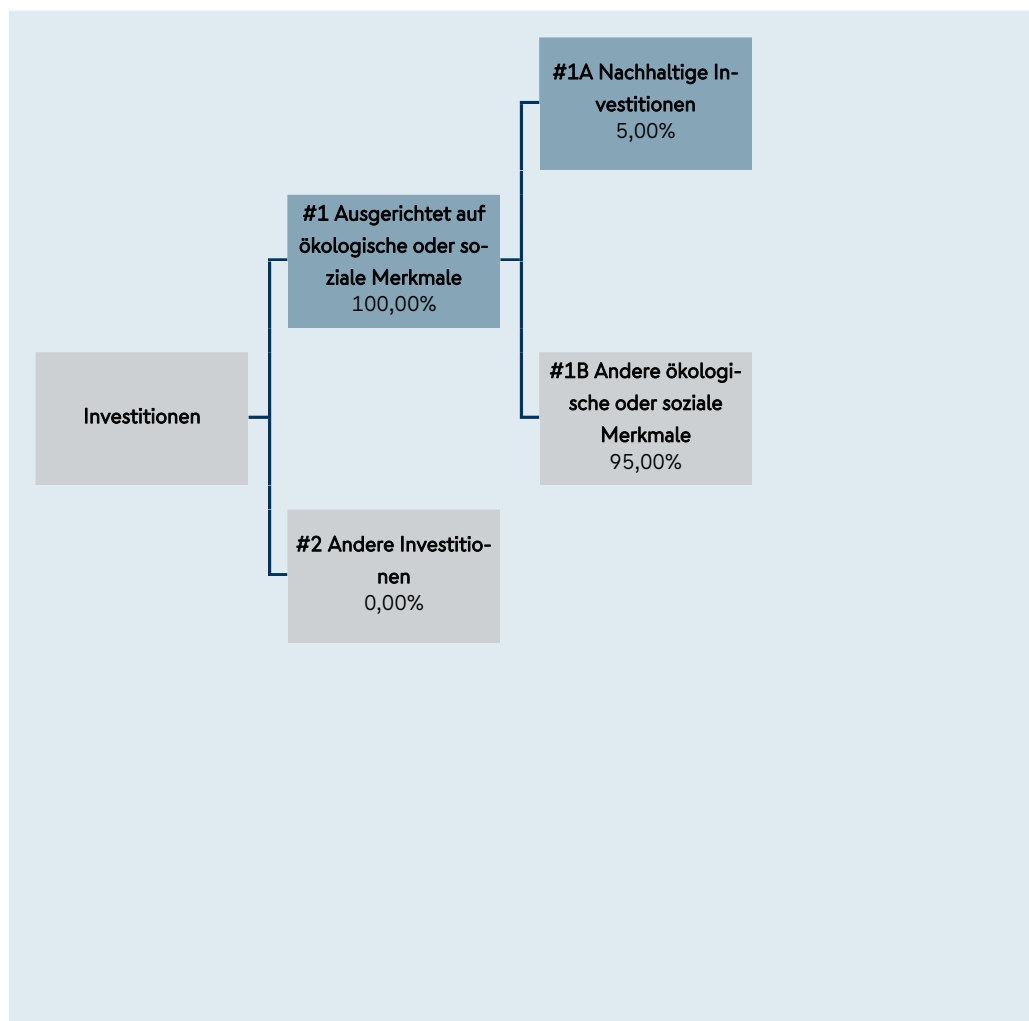 #1A Nachhaltige In-
vestitionen
5,00%
#1 Ausgerichtet auf
ökologische oder so-
ziale Merkmale
100,00%
#1B Andere ökologi-
sche oder soziale
Merkmale
95,00%
Investitionen
#2 Andere Investitio-
nen
0,00%